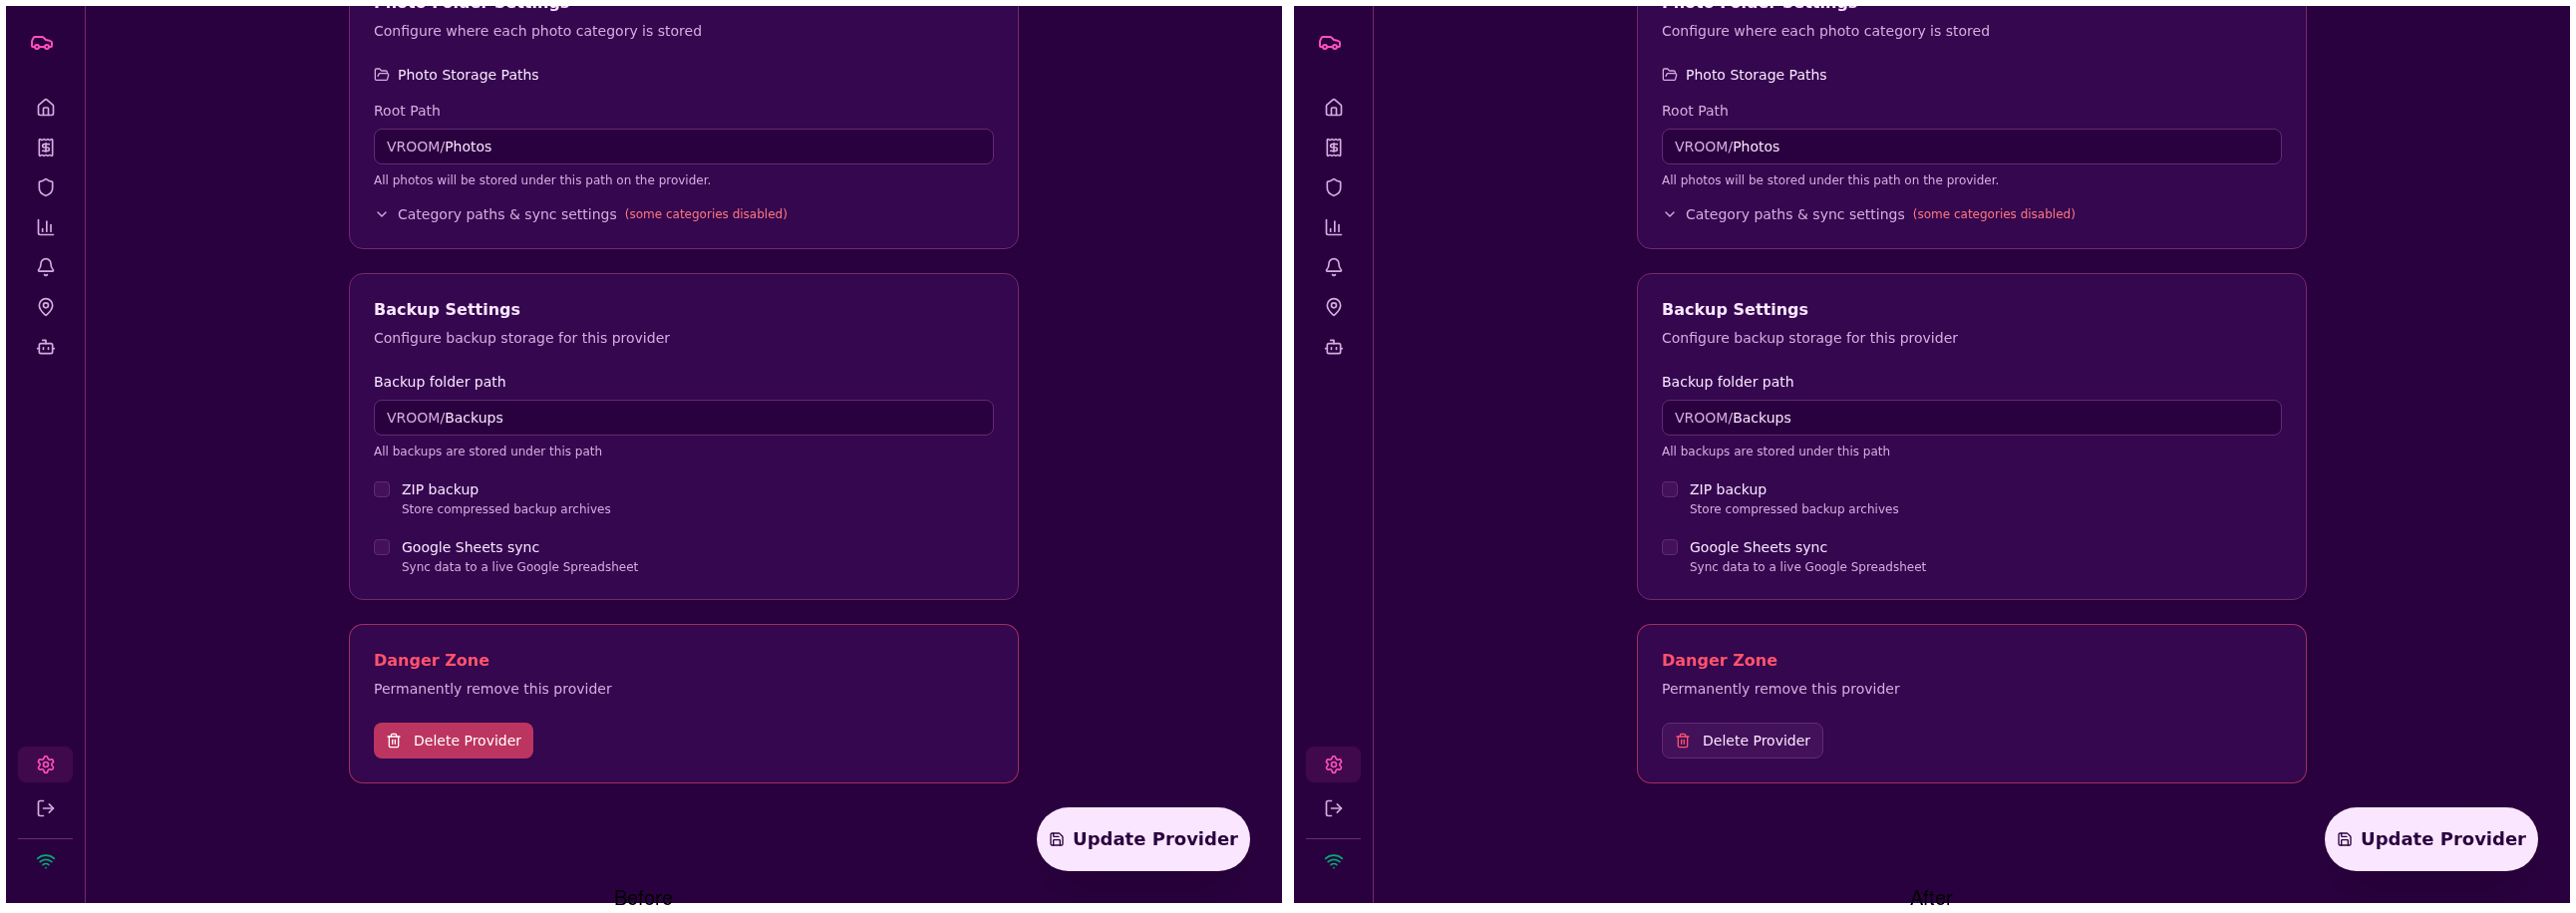 Photo Folder Settings
Configure where each photo category is stored
Photo Storage Paths
Root Path
VROOM/Photos
All photos will be stored under this path on the provider.
Category paths & sync settings (some categories disabled)
Backup Settings
Configure backup storage for this provider
Backup folder path
VROOM/Backups
All backups are stored under this path
ZIP backup
Store compressed backup archives
Google Sheets sync
Sync data to a live Google Spreadsheet
Danger Zone
Permanently remove this provider
Delete Provider
Update Provider
Before
Photo Folder Settings
Configure where each photo category is stored
Photo Storage Paths
Root Path
VROOM/Photos
All photos will be stored under this path on the provider.
Category paths & sync settings (some categories disabled)
Backup Settings
Configure backup storage for this provider
Backup folder path
VROOM/Backups
All backups are stored under this path
ZIP backup
Store compressed backup archives
Google Sheets sync
Sync data to a live Google Spreadsheet
Danger Zone
Permanently remove this provider
Delete Provider
Update Provider
After